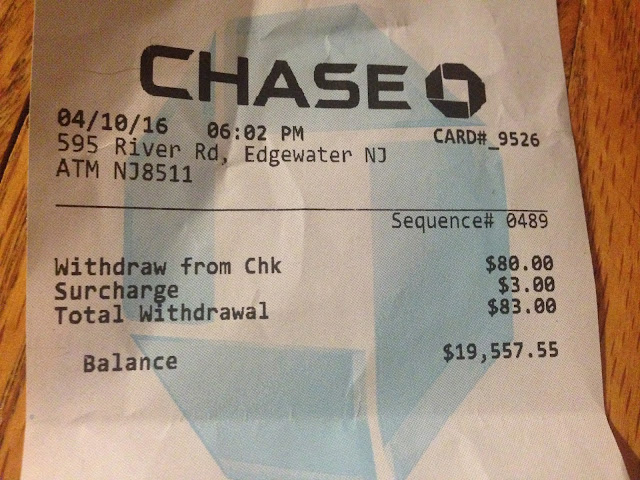 CHASE
04/10/16 06:02 PM CARD#_9526
595 River Rd, Edgewater NJ
ATM NJ8511
Sequence# 0489
Withdraw from Chk $80.00
Surcharge $3.00
Total Withdrawal $83.00
Balance $19,557.55